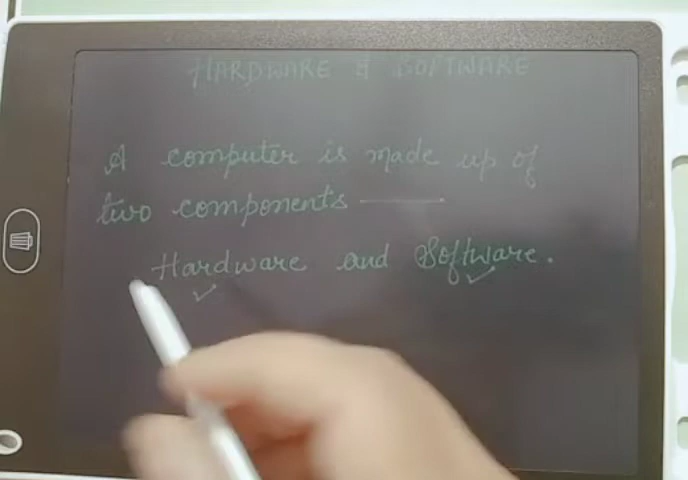 HARDWARE & SOFTWARE
A computer is made up of
two components ——
Hardware and Software.